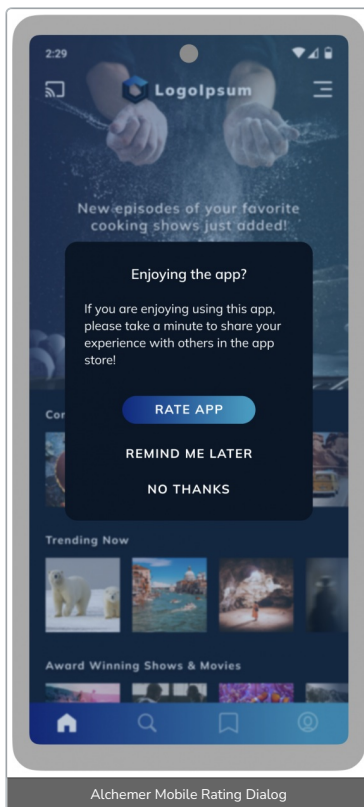 2:29
LogoIpsum
New episodes of your favorite
cooking shows just added!
Enjoying the app?
If you are enjoying using this app,
please take a minute to share your
experience with others in the app
store!
RATE APP
REMIND ME LATER
NO THANKS
Trending Now
Award Winning Shows & Movies
Alchemer Mobile Rating Dialog